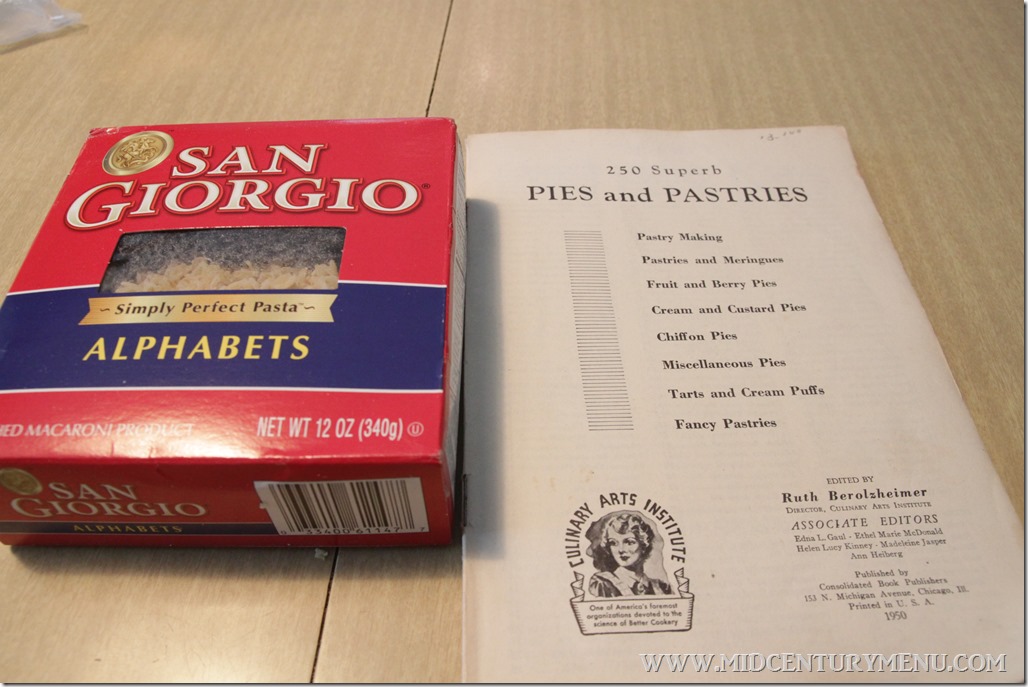 SAN
GIORGIO®
Simply Perfect Pasta™
ALPHABETS
MACARONI PRODUCT
NET WT 12 OZ (340g) U
SAN
GIORGIO
ALPHABETS
250 Superb
PIES and PASTRIES
Pastry Making
Pastries and Meringues
Fruit and Berry Pies
Cream and Custard Pies
Chiffon Pies
Miscellaneous Pies
Tarts and Cream Puffs
Fancy Pastries
CULINARY ARTS INSTITUTE
One of America's foremost
organizations devoted to the
science of Better Cookery
EDITED BY
Ruth Berolzheimer
DIRECTOR, CULINARY ARTS INSTITUTE
ASSOCIATE EDITORS
Edna L. Gaul · Ethel Marie McDonald
Helen Lucy Kinney · Madeleine Jasper
Ann Heiberg
Published by
Consolidated Book Publishers
153 N. Michigan Avenue, Chicago, Ill.
Printed in U. S. A.
1950
WWW.MIDCENTURYMENU.COM